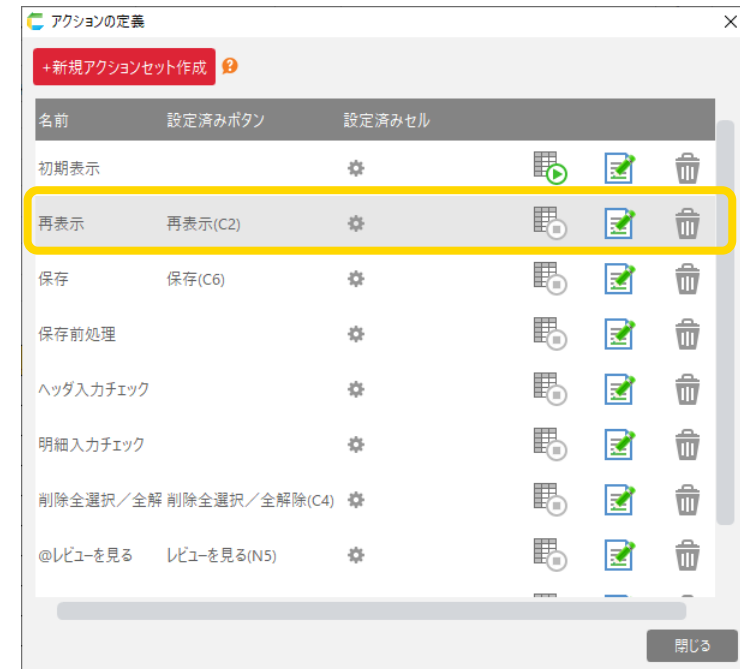 アクションの定義
+新規アクションセット作成 ?
名前 設定済みボタン 設定済みセル
初期表示
再表示 再表示(C2)
保存 保存(C6)
保存前処理
ヘッダ入力チェック
明細入力チェック
削除全選択／全解 削除全選択／全解除(C4)
@レビューを見る レビューを見る(N5)
閉じる